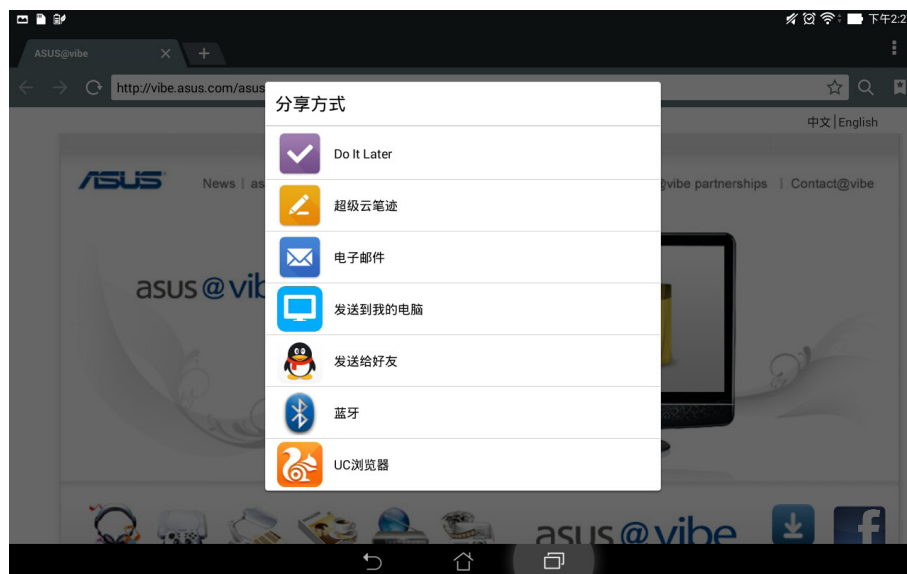 下午2:2
ASUS@vibe
http://vibe.asus.com/asus
分享方式
中文 | English
Do It Later
ASUS
News | as
@vibe partnerships | Contact@vibe
超级云笔迹
电子邮件
asus@vib
发送到我的电脑
发送给好友
蓝牙
UC浏览器
asus@vibe